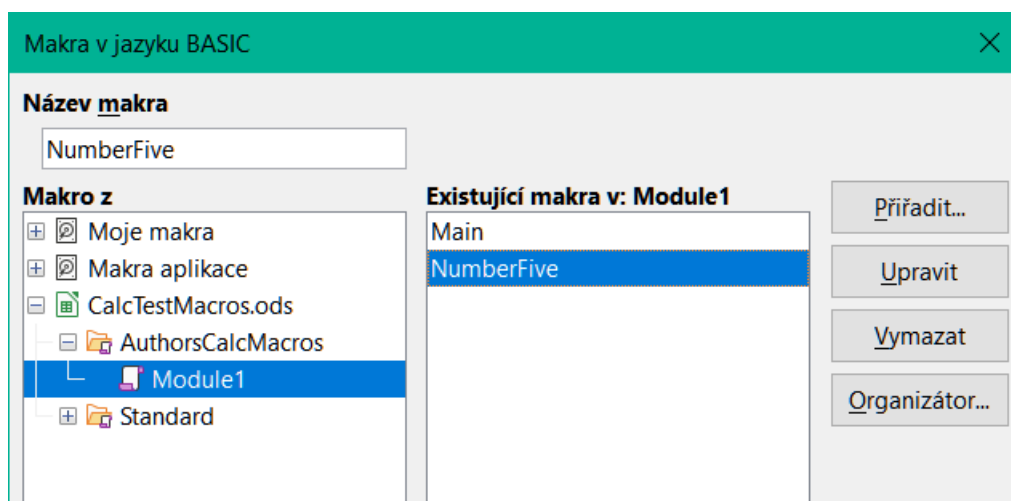 Makra v jazyku BASIC
Název makra
NumberFive
Makro z
Moje makra
Makra aplikace
CalcTestMacros.ods
AuthorsCalcMacros
Module1
Standard
Existující makra v: Module1
Main
NumberFive
Přiřadit...
Upravit
Vymazat
Organizátor...